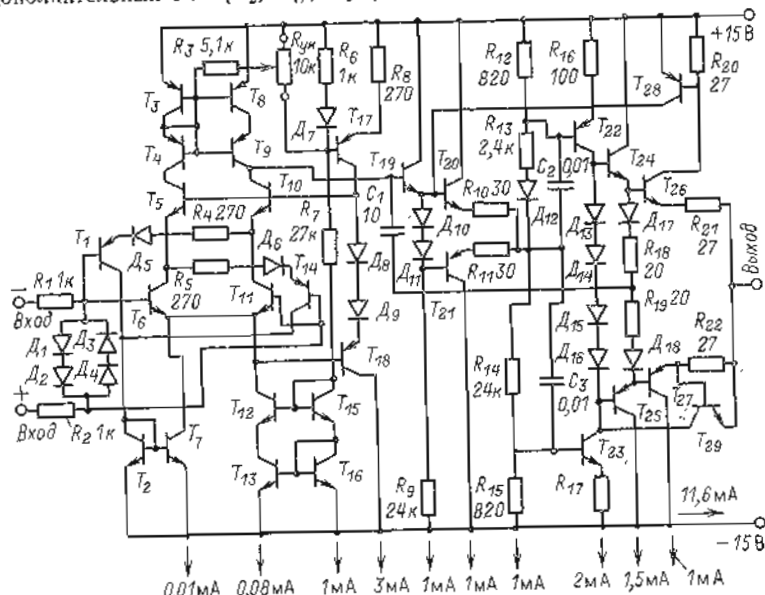 R3 5,1к
Rук 10к
R6 1к
R8 270
R12 820
R16 100
+15В
R20 27
T3
T8
Д7
T17
T28
T4
T9
T19
T20
R13 2,4к
T22
C2
0,01
T24
T26
T5
T10
R7 27к
C1 10
Д10
R10 30
Д12
Д13
Д17
R21 27
T1
R4 270
Д5
Д6
T14
Д8
Д11
R11 30
Д14
R18 20
Выход
−
R1 1к
Вход
R5 270
T6
T11
Д9
T21
Д15
R19 20
R22 27
Д1
Д3
Д2
Д4
T18
R14 24к
Д16
Д18
C3
0,01
T25
T27
+
Вход
R2 1к
T12
T15
T23
T29
T2
T7
T13
T16
R9 24к
R15 820
R17
11,6мА
−15В
0,01мА
0,08мА
1мА
3мА
1мА
1мА
1мА
2мА
1,5мА
1мА